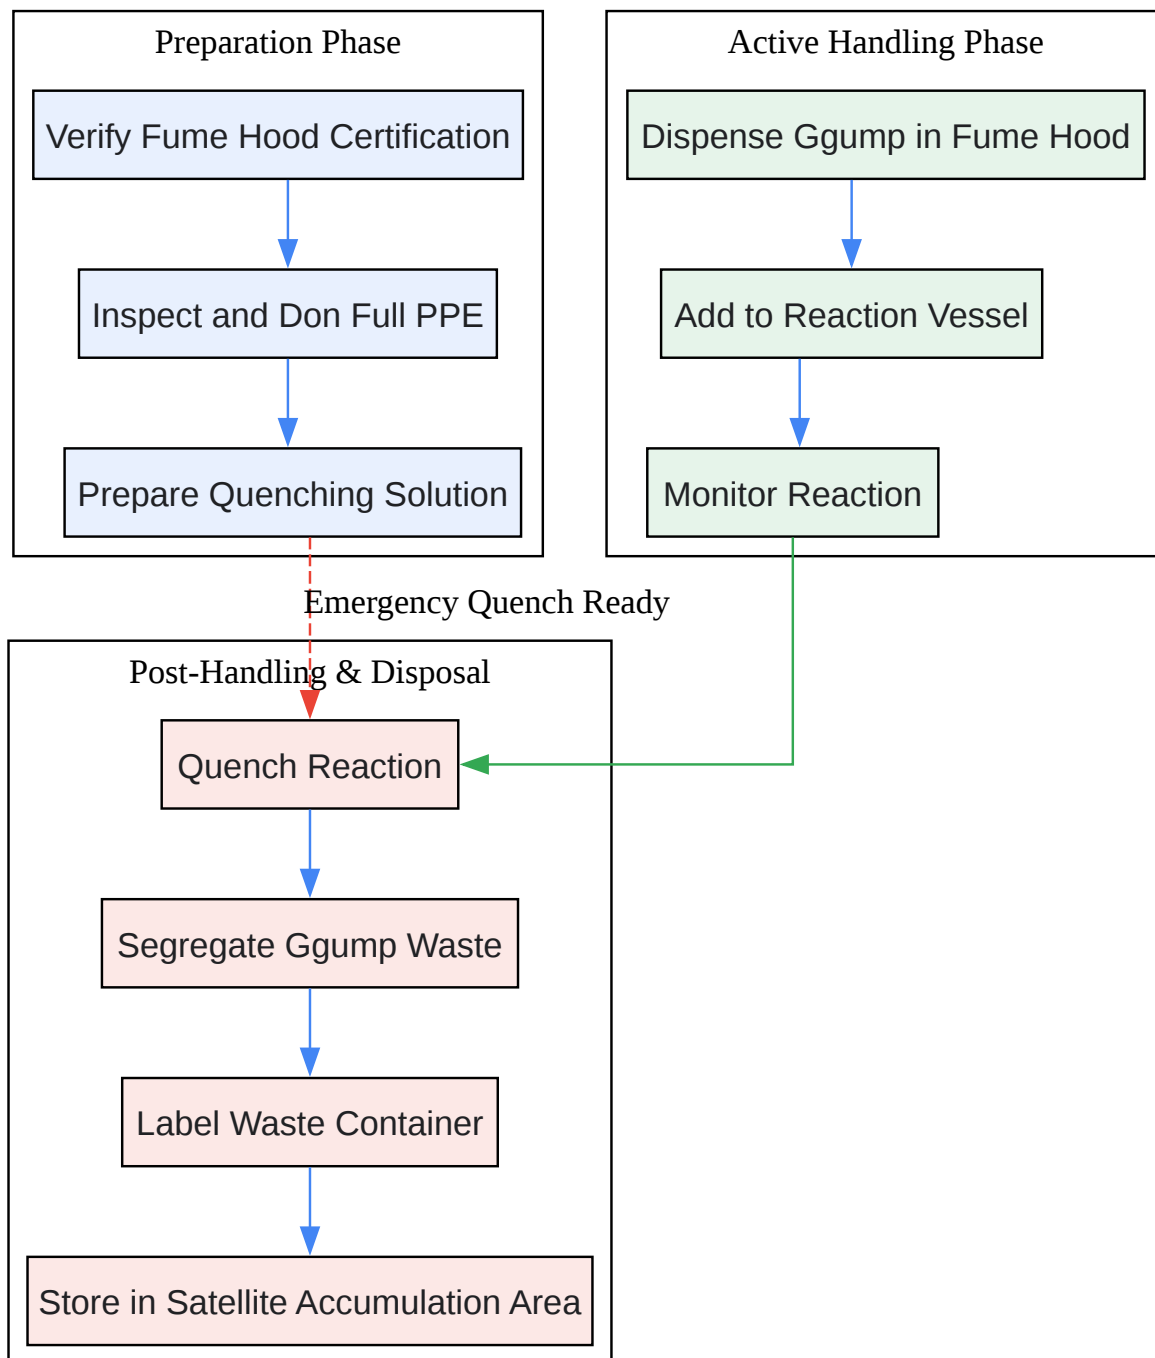 Preparation Phase
Verify Fume Hood Certification
Inspect and Don Full PPE
Prepare Quenching Solution
Active Handling Phase
Dispense Ggump in Fume Hood
Add to Reaction Vessel
Monitor Reaction
Emergency Quench Ready
Post-Handling & Disposal
Quench Reaction
Segregate Ggump Waste
Label Waste Container
Store in Satellite Accumulation Area